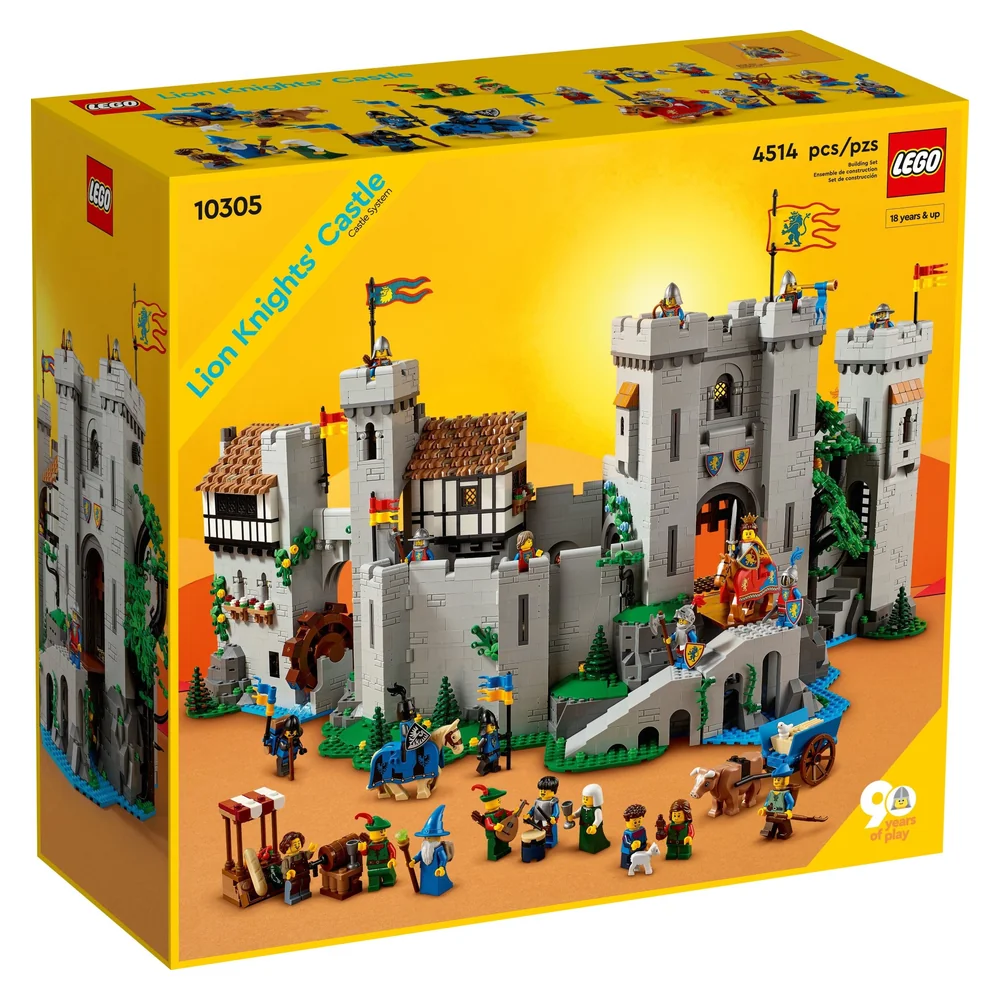 LEGO
Lion Knights' Castle
LEGO
10305
Lion Knights' Castle
Castle System
4514 pcs/pzs
Building Set
Ensemble de construction
Set de construcción
LEGO
18 years & up
90
years
of play